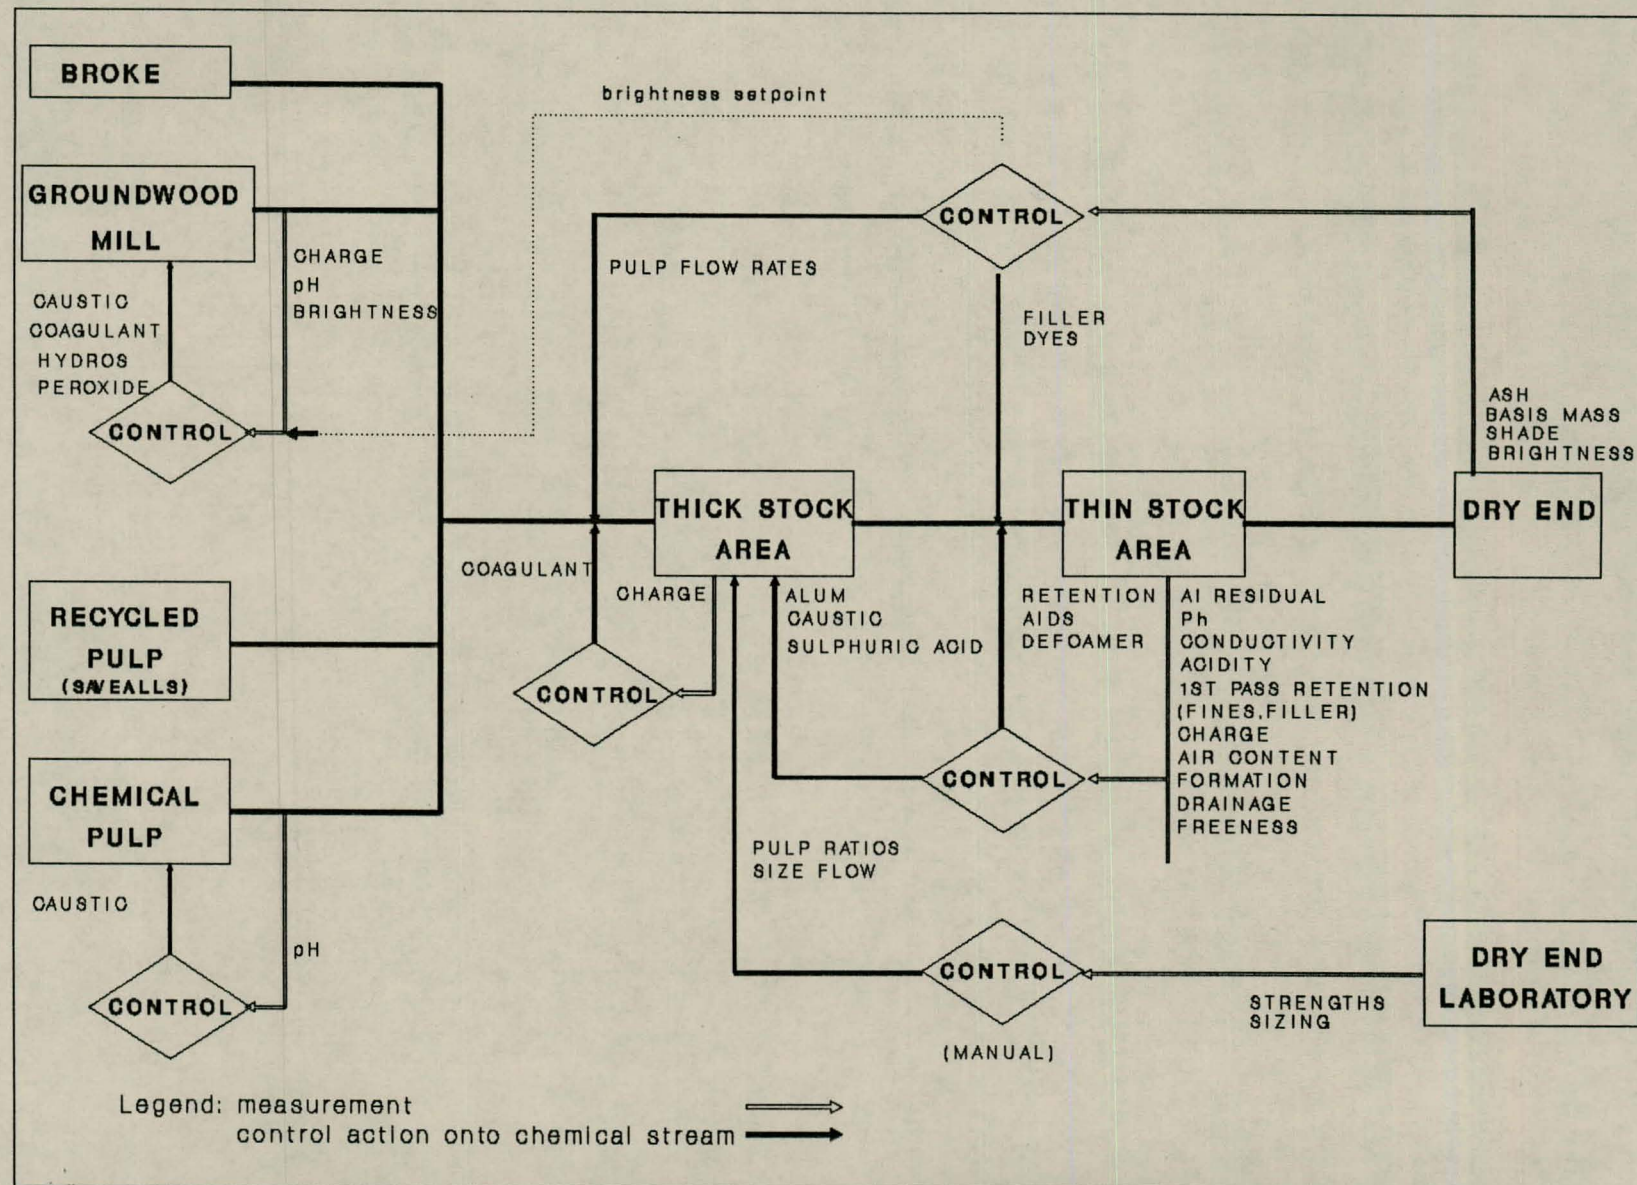 BROKE
brightness setpoint
GROUNDWOOD
MILL
CONTROL
CHARGE
pH
BRIGHTNESS
PULP FLOW RATES
CAUSTIC
COAGULANT
HYDROS
PEROXIDE
FILLER
DYES
CONTROL
ASH
BASIS MASS
SHADE
BRIGHTNESS
THICK STOCK
AREA
THIN STOCK
AREA
DRY END
COAGULANT
CHARGE
ALUM
CAUSTIC
SULPHURIC ACID
RETENTION
AIDS
DEFOAMER
AI RESIDUAL
Ph
CONDUCTIVITY
ACIDITY
1ST PASS RETENTION
(FINES,FILLER)
CHARGE
AIR CONTENT
FORMATION
DRAINAGE
FREENESS
RECYCLED
PULP
(SAVEALLS)
CONTROL
CONTROL
CHEMICAL
PULP
PULP RATIOS
SIZE FLOW
CAUSTIC
pH
CONTROL
CONTROL
(MANUAL)
STRENGTHS
SIZING
DRY END
LABORATORY
Legend: measurement
control action onto chemical stream